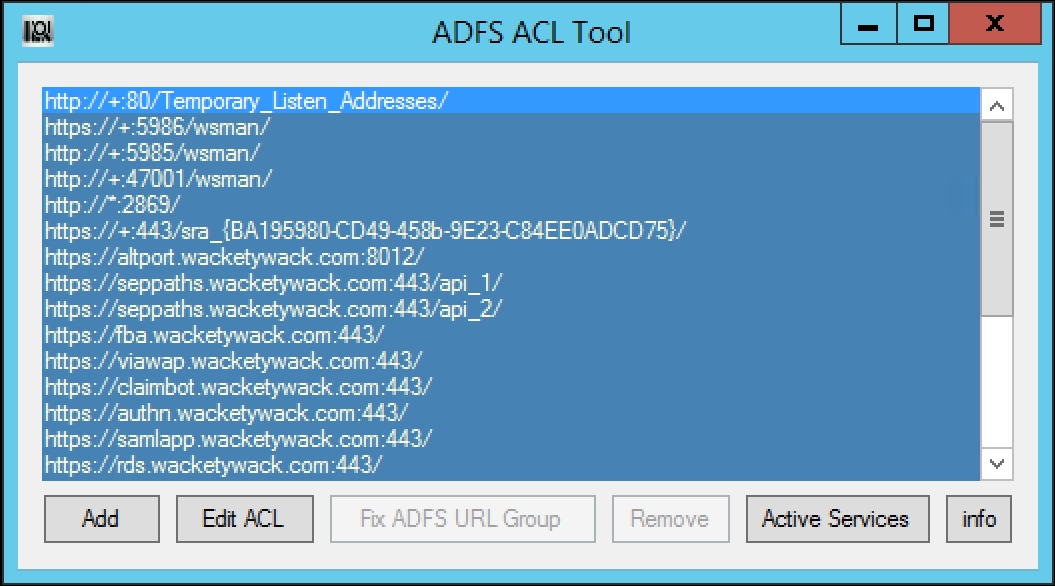 ADFS ACL Tool
http://+:80/Temporary_Listen_Addresses/
https://+:5986/wsman/
http://+:5985/wsman/
http://+:47001/wsman/
http://*:2869/
https://+:443/sra_{BA195980-CD49-458b-9E23-C84EE0ADCD75}/
https://altport.wacketywack.com:8012/
https://seppaths.wacketywack.com:443/api_1/
https://seppaths.wacketywack.com:443/api_2/
https://fba.wacketywack.com:443/
https://viawap.wacketywack.com:443/
https://claimbot.wacketywack.com:443/
https://authn.wacketywack.com:443/
https://samlapp.wacketywack.com:443/
https://rds.wacketywack.com:443/
Add Edit ACL Fix ADFS URL Group Remove Active Services info